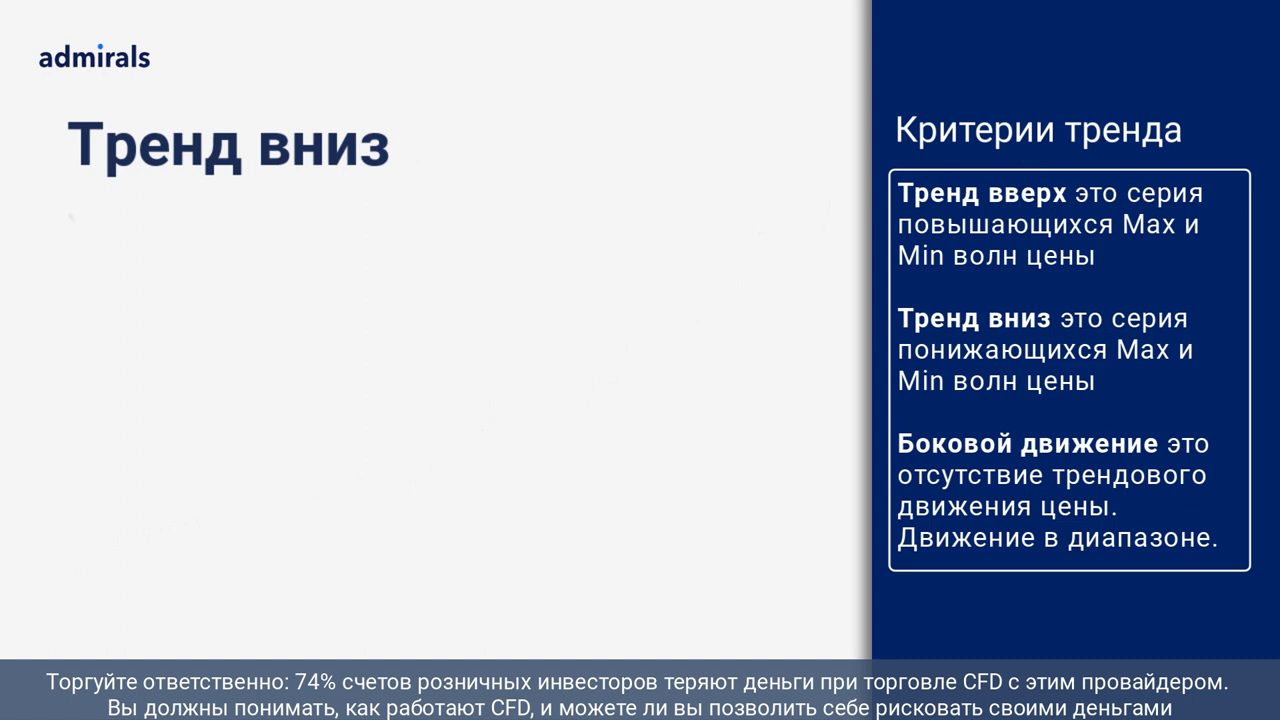 admirals
Тренд вниз
Критерии тренда
Тренд вверх это серия
повышающихся Max и
Min волн цены
Тренд вниз это серия
понижающихся Max и
Min волн цены
Боковой движение это
отсутствие трендового
движения цены.
Движение в диапазоне.
Торгуйте ответственно: 74% счетов розничных инвесторов теряют деньги при торговле CFD с этим провайдером.
Вы должны понимать, как работают CFD, и можете ли вы позволить себе рисковать своими деньгами